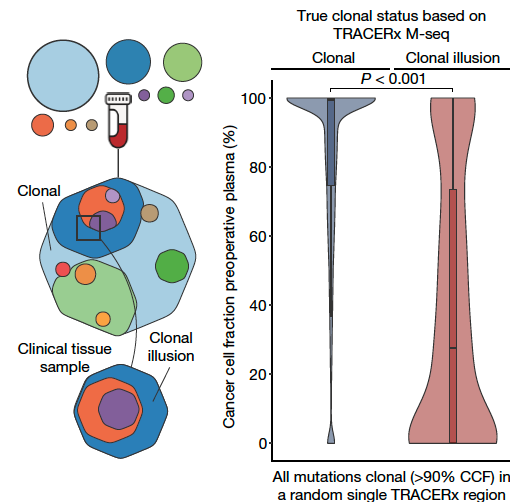 True clonal status based on
TRACERx M-seq
Clonal
Clonal illusion
P < 0.001
Cancer cell fraction preoperative plasma (%)
100
80
60
40
20
0
Clonal
Clinical tissue
sample
Clonal
illusion
All mutations clonal (>90% CCF) in
a random single TRACERx region